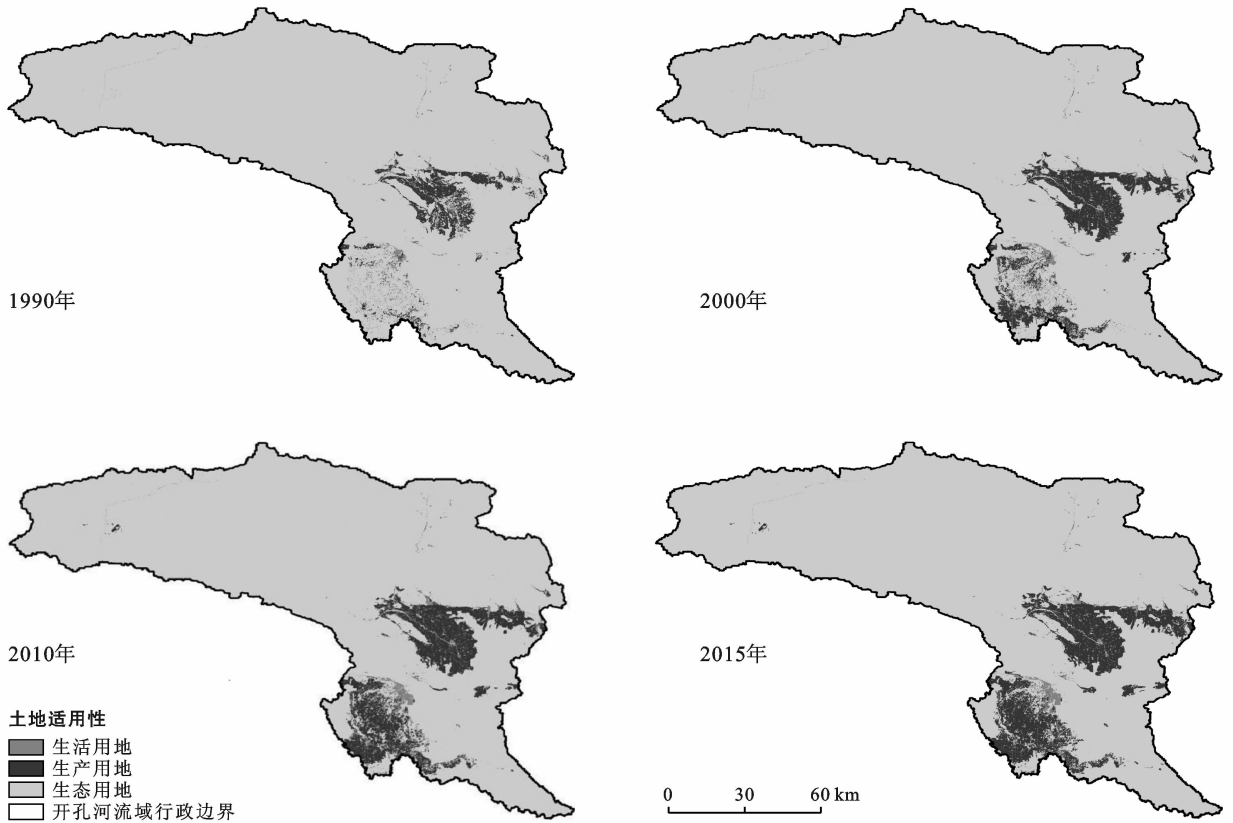 1990年
2000年
2010年
2015年
土地适用性
生活用地
生产用地
生态用地
开孔河流域行政边界
0 30 60 km